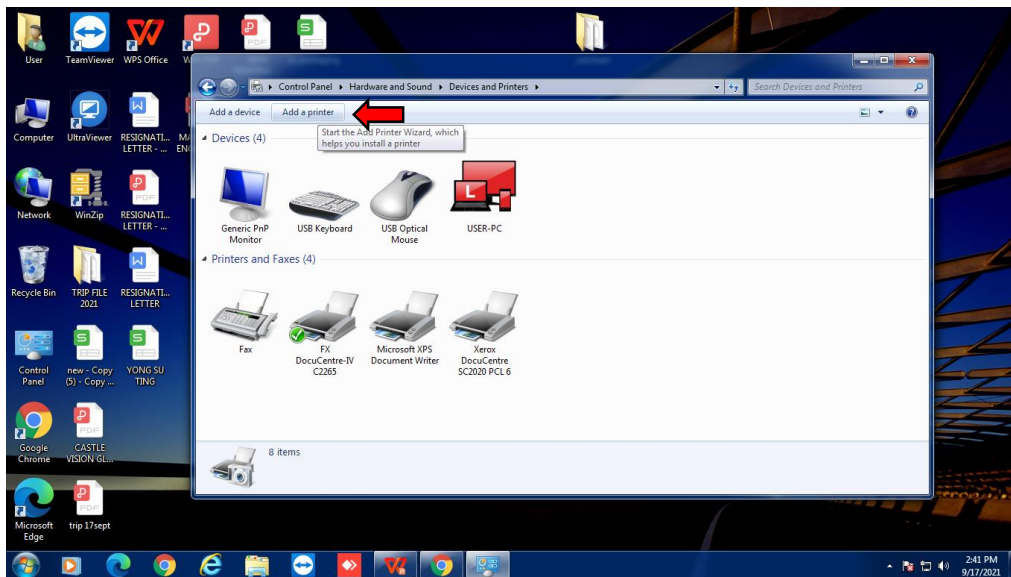 User
TeamViewer
WPS Office
Control Panel
Hardware and Sound
Devices and Printers
Search Devices and Printers
Add a device
Add a printer
Start the Add Printer Wizard, which
helps you install a printer
Devices (4)
Generic PnP
Monitor
USB Keyboard
USB Optical
Mouse
L
USER-PC
Printers and Faxes (4)
Fax
FX
DocuCentre-IV
C2265
Microsoft XPS
Document Writer
Xerox
DocuCentre
SC2020 PCL 6
8 items
Computer
UltraViewer
RESIGNATI...
LETTER - ...
Network
WinZip
PDF
RESIGNATI...
LETTER - ...
Recycle Bin
TRIP FILE
2021
RESIGNATI...
LETTER
Control
Panel
new - Copy
(5) - Copy ...
YONG SU
TING
Google
Chrome
PDF
CASTLE
VISION GL...
Microsoft
Edge
PDF
trip 17sept
2:41 PM
9/17/2021